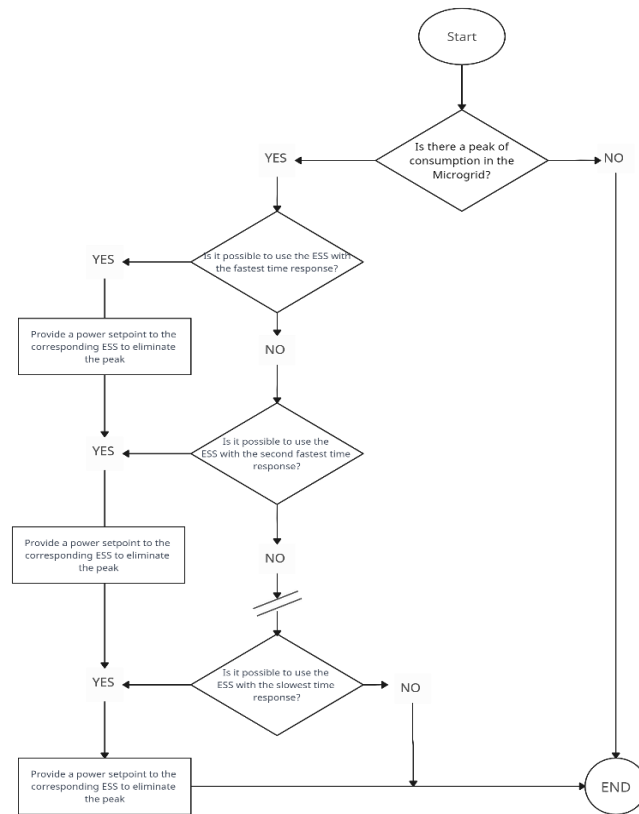 Start
Is there a peak of
consumption in the
Microgrid?
YES
NO
Is it possible to use the ESS with
the fastest time response?
YES
Provide a power setpoint to the
corresponding ESS to eliminate
the peak
NO
Is it possible to use the
ESS with the second fastest time
response?
YES
Provide a power setpoint to the
corresponding ESS to eliminate
the peak
NO
Is it possible to use the
ESS with the slowest time
response?
YES
NO
Provide a power setpoint to the
corresponding ESS to eliminate
the peak
END